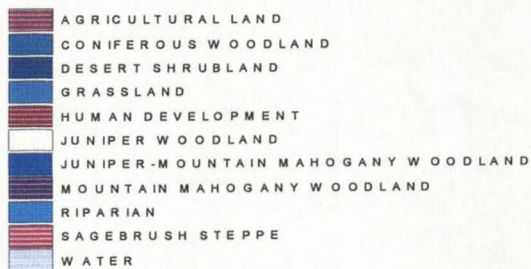 AGRICULTURAL LAND
CONIFEROUS WOODLAND
DESERT SHRUBLAND
GRASSLAND
HUMAN DEVELOPMENT
JUNIPER WOODLAND
JUNIPER-MOUNTAIN MAHOGANY WOODLAND
MOUNTAIN MAHOGANY WOODLAND
RIPARIAN
SAGEBRUSH STEPPE
WATER